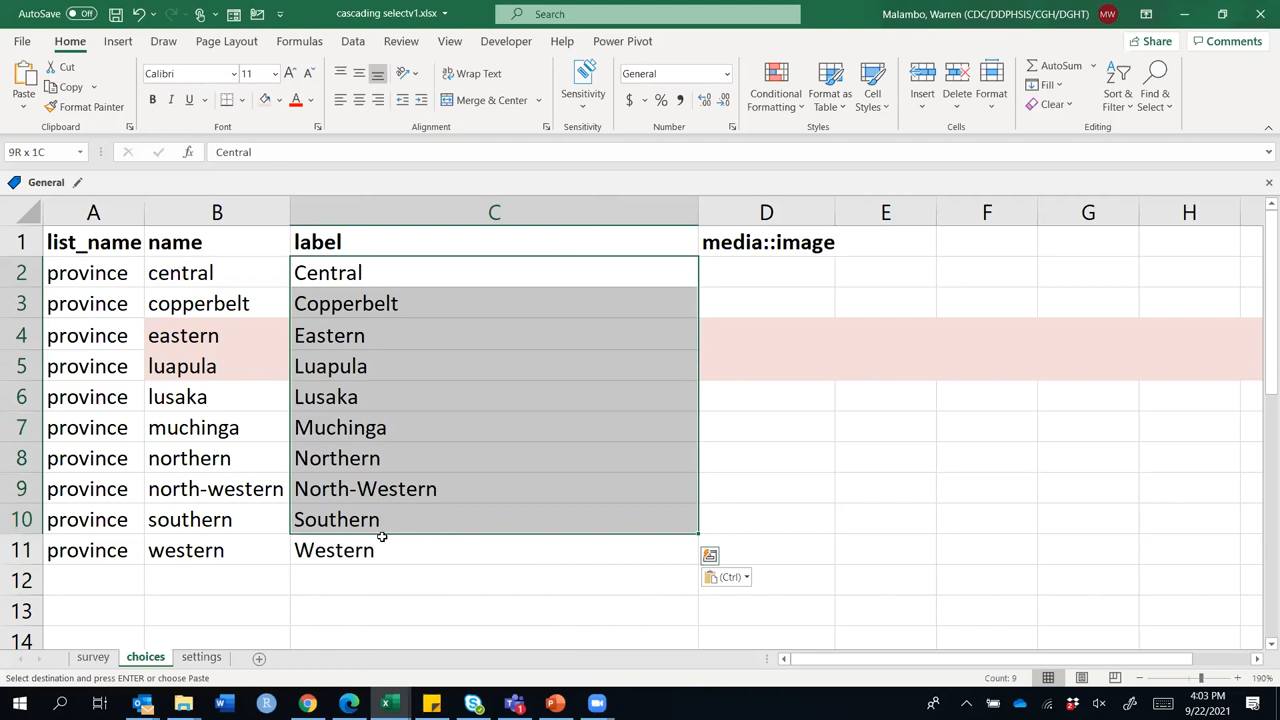 AutoSave Off cascading selectv1.xlsx Search Malambo, Warren (CDC/DDPHSIS/CGH/DGHT) MW
File Home Insert Draw Page Layout Formulas Data Review View Developer Help Power Pivot Share Comments
Paste Cut Copy Format Painter
Calibri 11 B I U A
Wrap Text Merge & Center
Sensitivity
General $ % ,
Conditional Formatting Format as Table Cell Styles
Insert Delete Format
AutoSum Fill Clear Sort & Filter Find & Select
Clipboard Font Alignment Sensitivity Number Styles Cells Editing
9R x 1C fx Central
General
A B C D E F G H
1 list_name name label media::image
2 province central Central
3 province copperbelt Copperbelt
4 province eastern Eastern
5 province luapula Luapula
6 province lusaka Lusaka
7 province muchinga Muchinga
8 province northern Northern
9 province north-western North-Western
10 province southern Southern
11 province western Western
12 (Ctrl)
13
14
survey choices settings
Select destination and press ENTER or choose Paste Count: 9 190%
4:03 PM
9/22/2021